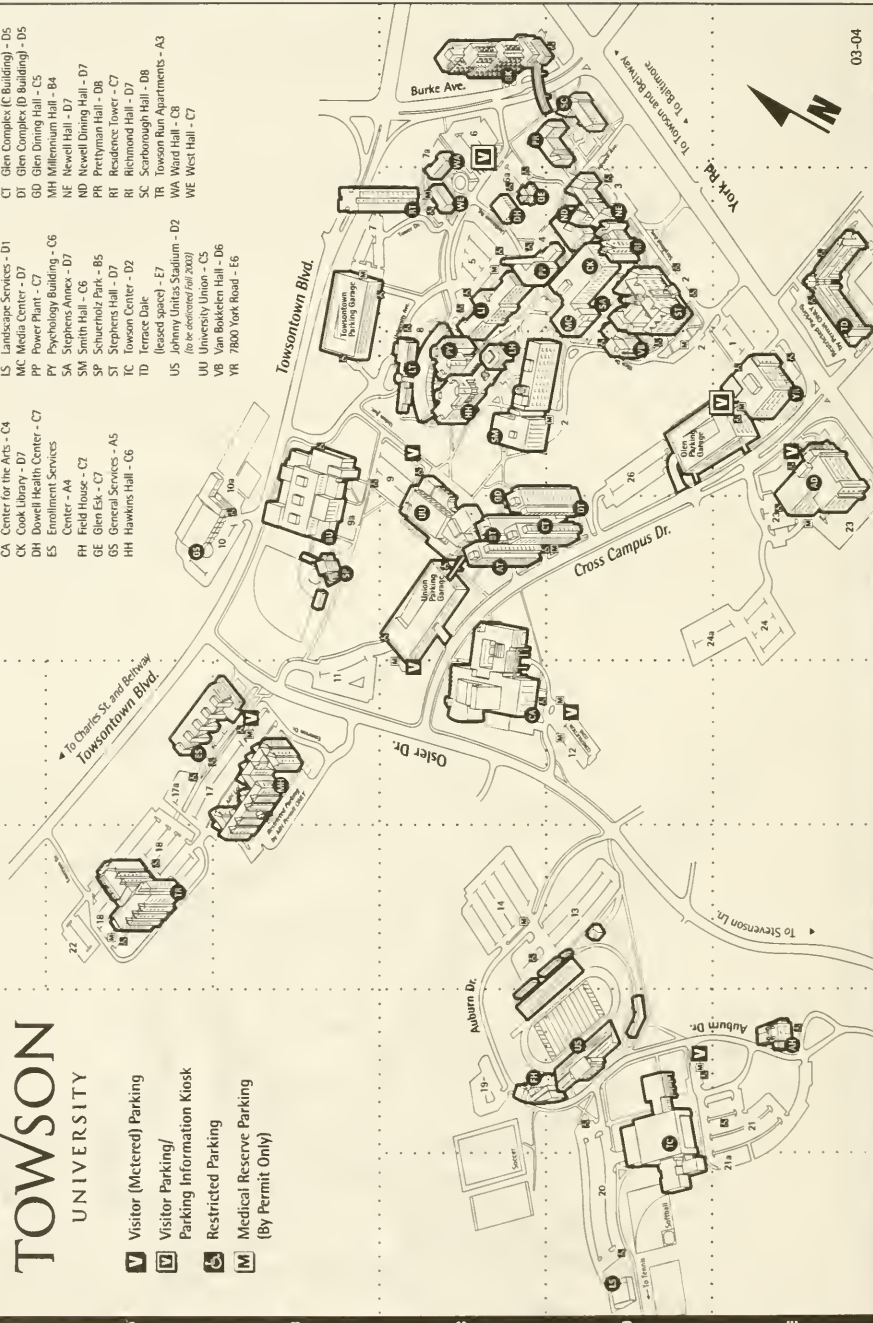 TOWSON
UNIVERSITY
V Visitor (Metered) Parking
V Visitor Parking/
Parking Information Kiosk
Restricted Parking
M Medical Reserve Parking
(By Permit Only)
CA Center for the Arts - C4
CK Cook Library - D7
DH Dowell Health Center - C7
ES Enrollment Services
Center - A4
FH Field House - C2
GE Glen Esk - C7
GS General Services - A5
HH Hawkins Hall - C6
LS Landscape Services - D1
MC Media Center - D7
PP Power Plant - C7
PY Psychology Building - C6
SA Stephens Annex - D7
SM Smith Hall - C6
SP Schuerholz Park - B5
ST Stephens Hall - D7
TC Towson Center - D2
TD Terrace Dale
(leased space) - E7
US Johnny Unitas Stadium - D2
(to be dedicated Fall 2003)
UU University Union - C5
VB Van Bokkelen Hall - D6
YR 7800 York Road - E6
CT Glen Complex (C Building) - D5
DT Glen Complex (D Building) - D5
GD Glen Dining Hall - C5
MH Millennium Hall - B4
NE Newell Hall - D7
ND Newell Dining Hall - D7
PR Prettyman Hall - D8
RT Residence Tower - C7
RI Richmond Hall - D7
SC Scarborough Hall - D8
TR Towson Run Apartments - A3
WA Ward Hall - C8
WE West Hall - C7
To Charles St. and Beltway
Towsontown Blvd.
Towsontown Blvd.
Burke Ave.
To Towson and Beltway
To Baltimore
York Rd.
Cross Campus Dr.
Osler Dr.
Auburn Dr.
Auburn Dr.
To Stevenson Ln.
To Tennis
Soccer
Softball
Towsontown
Parking Garage
Union
Parking
Garage
Glen
Parking
Garage
Restricted Parking
N
03-04